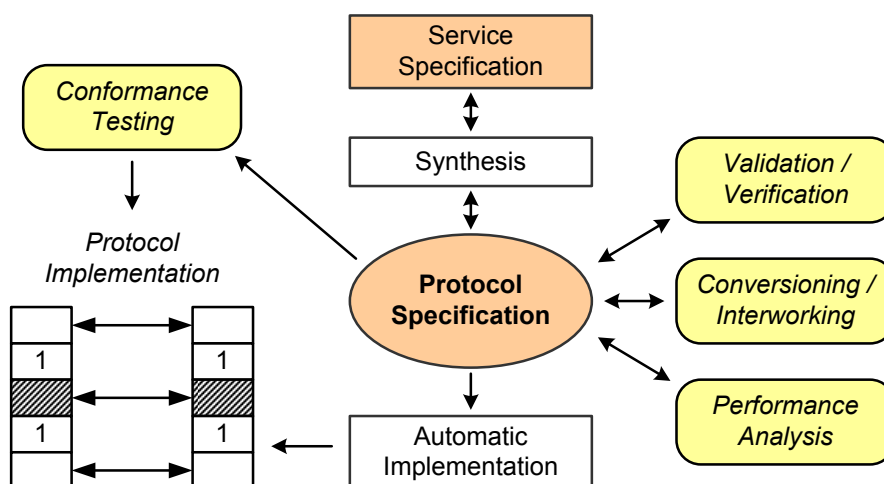 Service
Specification
Conformance
Testing
Synthesis
Validation /
Verification
Protocol
Implementation
Protocol
Specification
Conversioning /
Interworking
1
1
1
1
Automatic
Implementation
Performance
Analysis